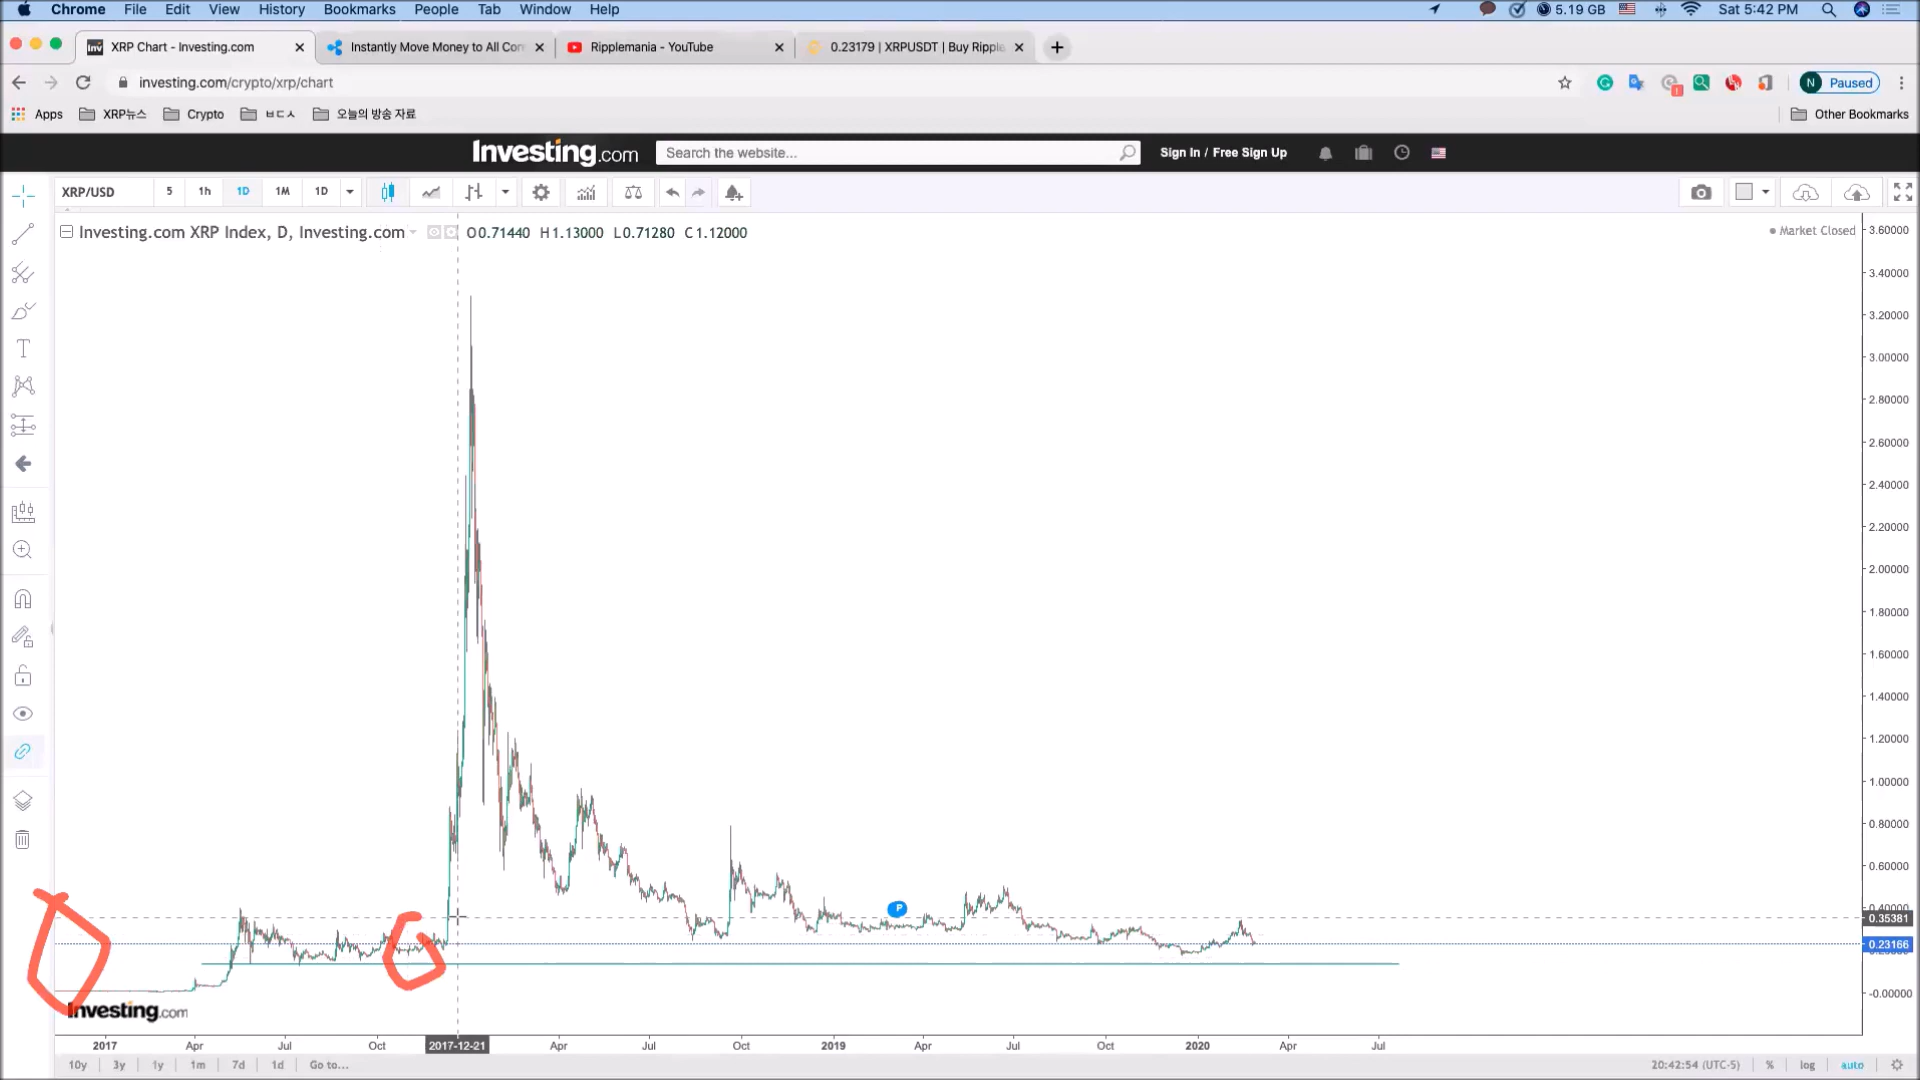 Chrome File Edit View History Bookmarks People Tab Window Help 5.19 GB Sat 5:42 PM
Inv XRP Chart - Investing.com Instantly Move Money to All Co Ripplemania - YouTube 0.23179 | XRPUSDT | Buy Ripple
investing.com/crypto/xrp/chart N Paused
Apps XRP뉴스 Crypto ㅂㄷㅅ 오늘의 방송 자료 Other Bookmarks
Investing.com Search the website... Sign In / Free Sign Up
XRP/USD 5 1h 1D 1M 1D
Investing.com XRP Index, D, Investing.com O0.71440 H1.13000 L0.71280 C1.12000 Market Closed
3.60000
3.40000
3.20000
3.00000
2.80000
2.60000
2.40000
2.20000
2.00000
1.80000
1.60000
1.40000
1.20000
1.00000
0.80000
0.60000
0.40000
P
0.35381
0.23166
-0.00000
Investing.com
2017 Apr Jul Oct 2017-12-21 Apr Jul Oct 2019 Apr Jul Oct 2020 Apr Jul
10y 3y 1y 1m 7d 1d Go to... 20:42:54 (UTC-5) % log auto